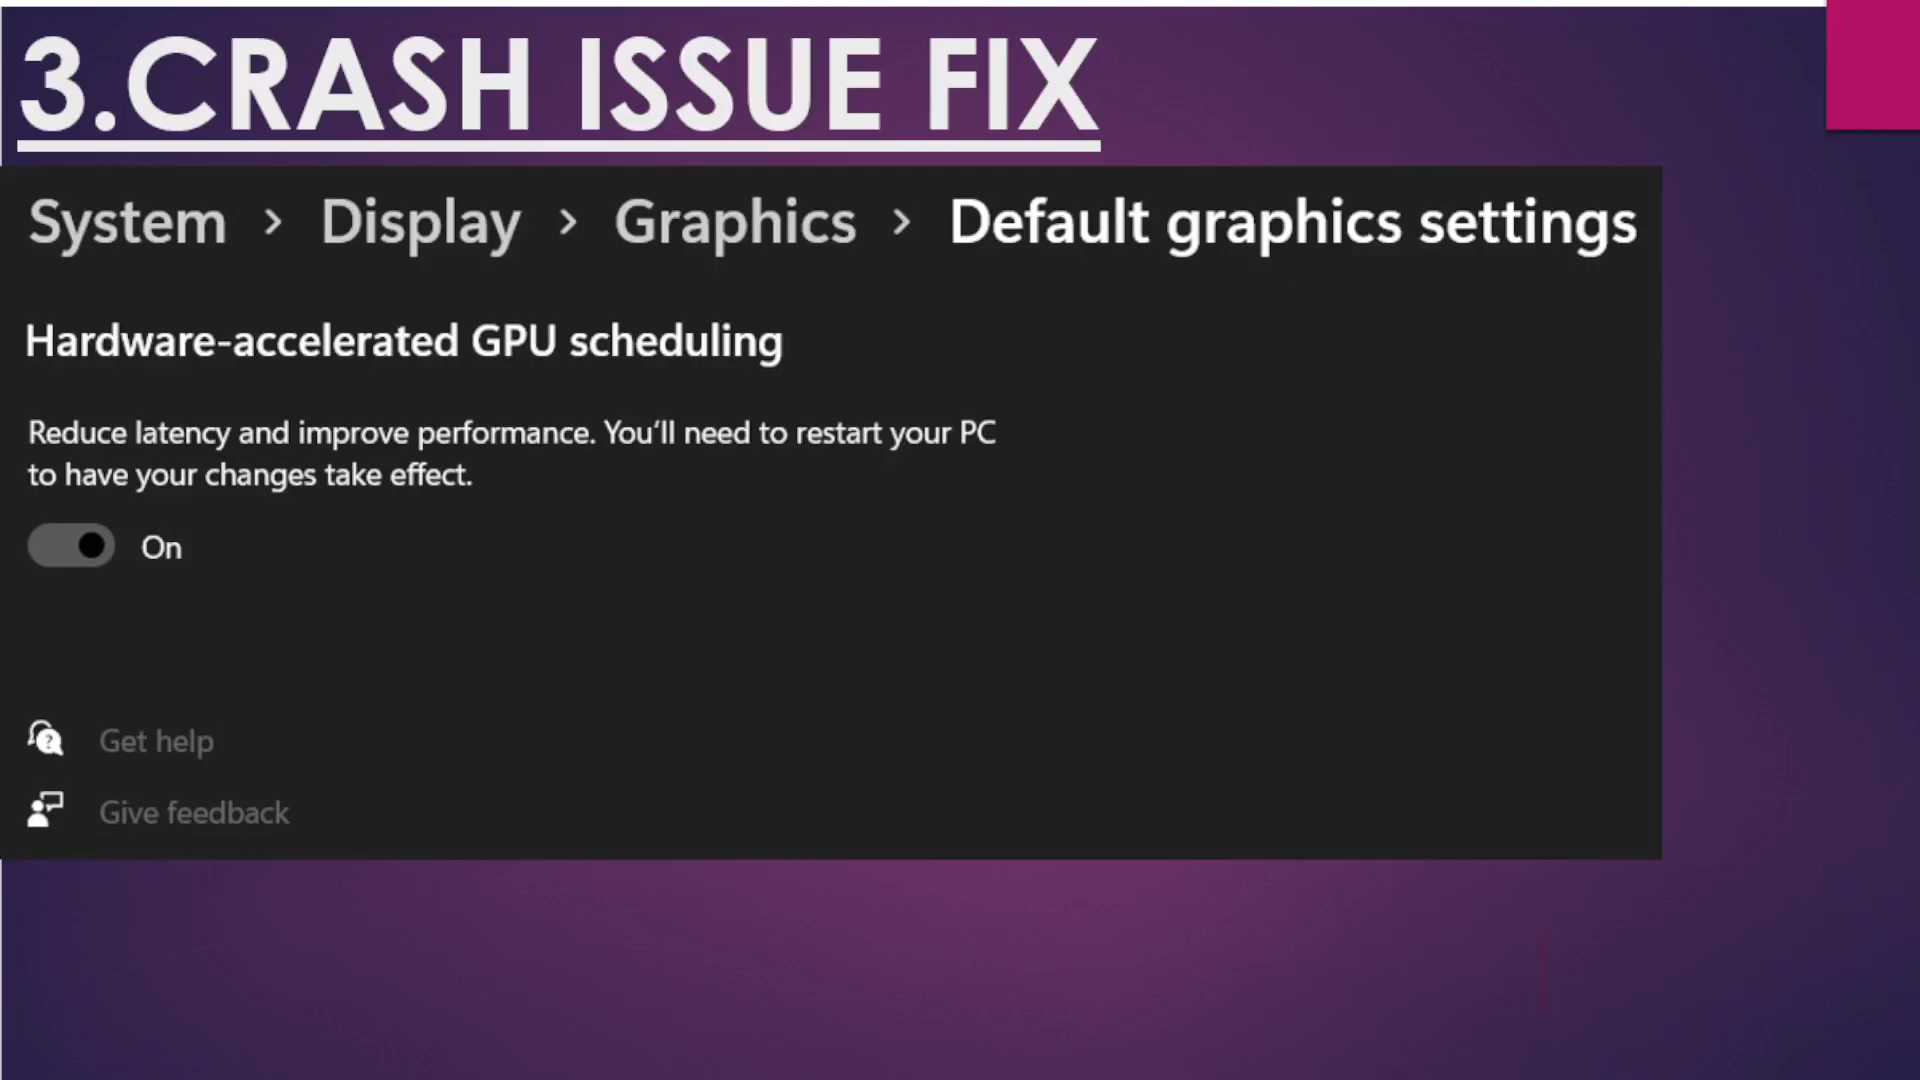 3.CRASH ISSUE FIX
System > Display > Graphics > Default graphics settings
Hardware-accelerated GPU scheduling
Reduce latency and improve performance. You'll need to restart your PC
to have your changes take effect.
On
Get help
Give feedback